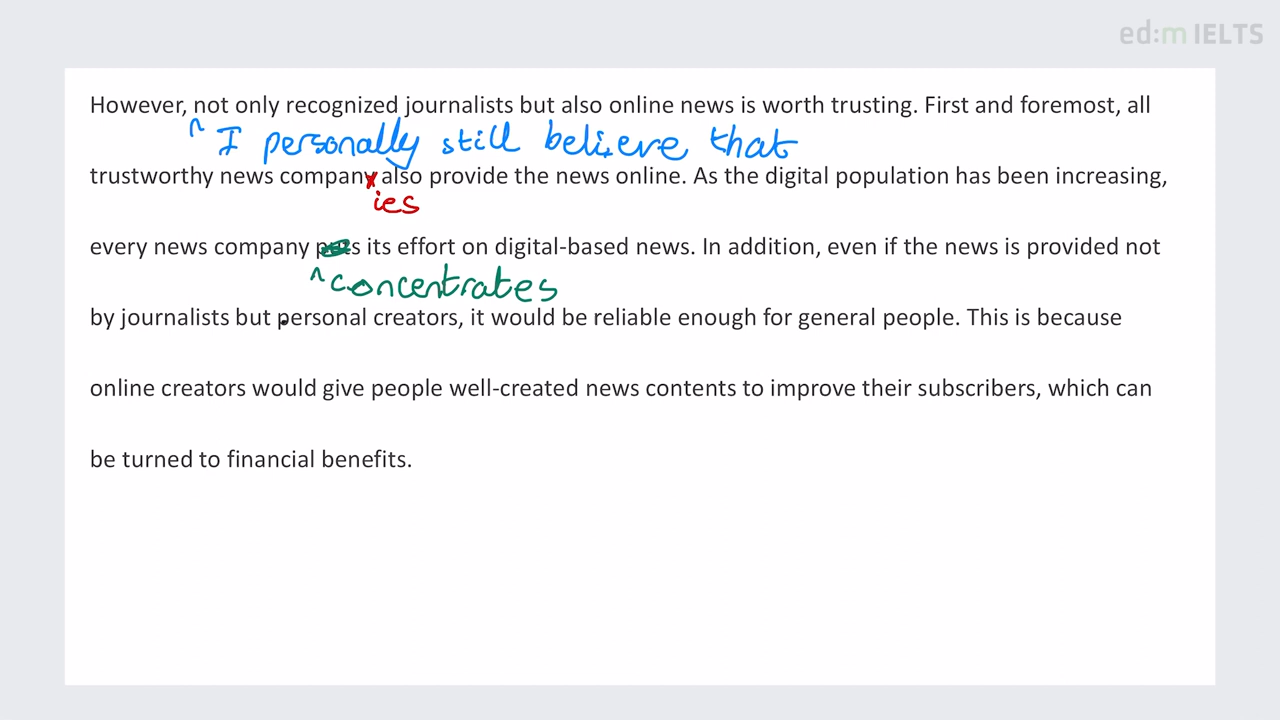 ed:m IELTS
However, not only recognized journalists but also online news is worth trusting. First and foremost, all
^ I personally still believe that
trustworthy news company also provide the news online. As the digital population has been increasing,
ies
every news company its effort on digital-based news. In addition, even if the news is provided not
^ concentrates
by journalists but personal creators, it would be reliable enough for general people. This is because
online creators would give people well-created news contents to improve their subscribers, which can
be turned to financial benefits.